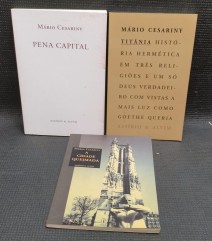 MÁRIO CESARINY
PENA CAPITAL
ASSÍRIO & ALVIM
MÁRIO CESARINY
TITÂNIA HISTÓ-
RIA HERMÉTICA
EM TRÊS RELI-
GIÕES E UM SÓ
DEUS VERDADEI-
RO COM VISTAS A
MAIS LUZ COMO
GOETHE QUERIA
ASSÍRIO & ALVIM
A
CIDADE
QUEIMADA